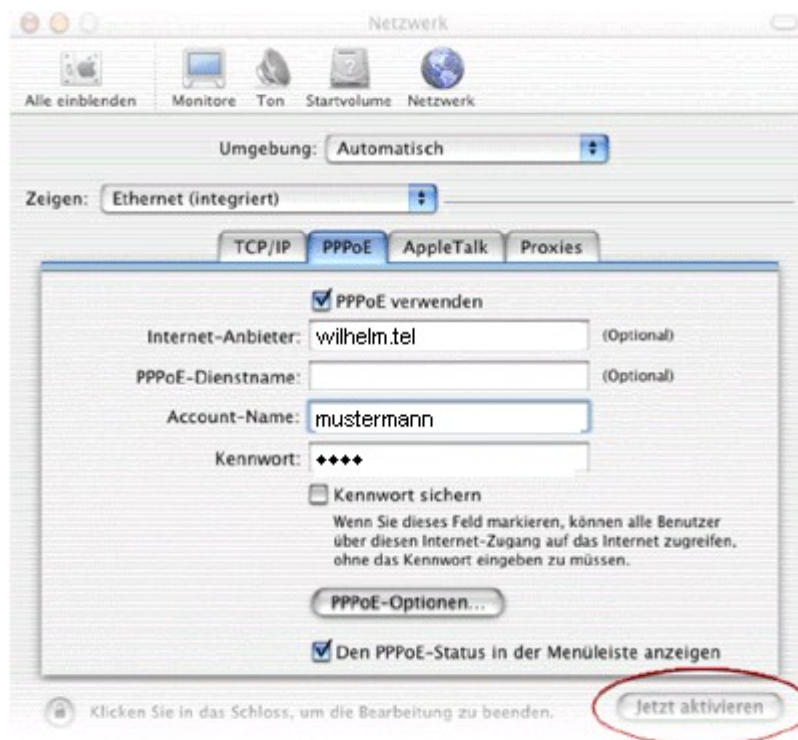 Netzwerk
Alle einblenden Monitore Ton Startvolume Netzwerk
Umgebung: Automatisch
Zeigen: Ethernet (integriert)
TCP/IP PPPoE AppleTalk Proxies
PPPoE verwenden
Internet-Anbieter: wilhelm.tel (Optional)
PPPoE-Dienstname: (Optional)
Account-Name: mustermann
Kennwort: ◆◆◆◆
Kennwort sichern
Wenn Sie dieses Feld markieren, können alle Benutzer
über diesen Internet-Zugang auf das Internet zugreifen,
ohne das Kennwort eingeben zu müssen.
PPPoE-Optionen...
Den PPPoE-Status in der Menüleiste anzeigen
Klicken Sie in das Schloss, um die Bearbeitung zu beenden. Jetzt aktivieren